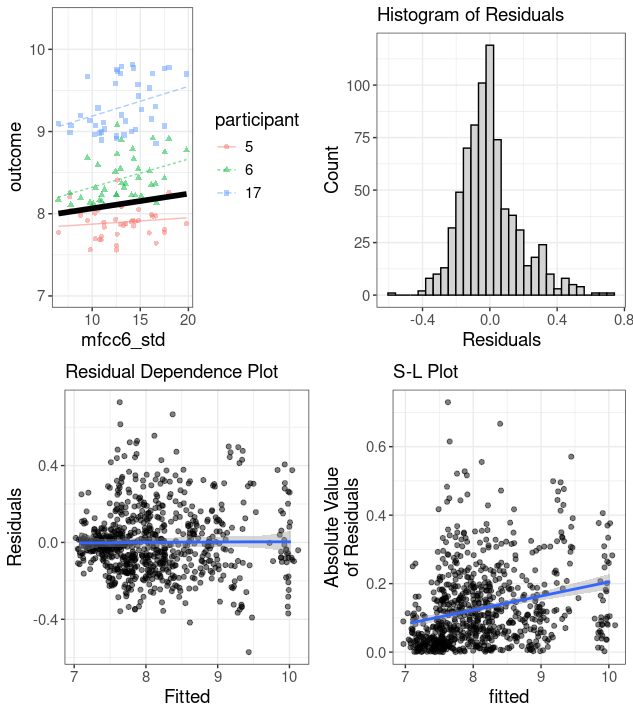 outcome
10
9
8
7
10
15
20
mfcc6_std
participant
5
6
17
Histogram of Residuals
Count
100
75
50
25
0
-0.4
0.0
0.4
0.8
Residuals
Residual Dependence Plot
Residuals
0.4
0.0
-0.4
7
8
9
10
Fitted
S-L Plot
Absolute Value
of Residuals
0.6
0.4
0.2
0.0
7
8
9
10
fitted